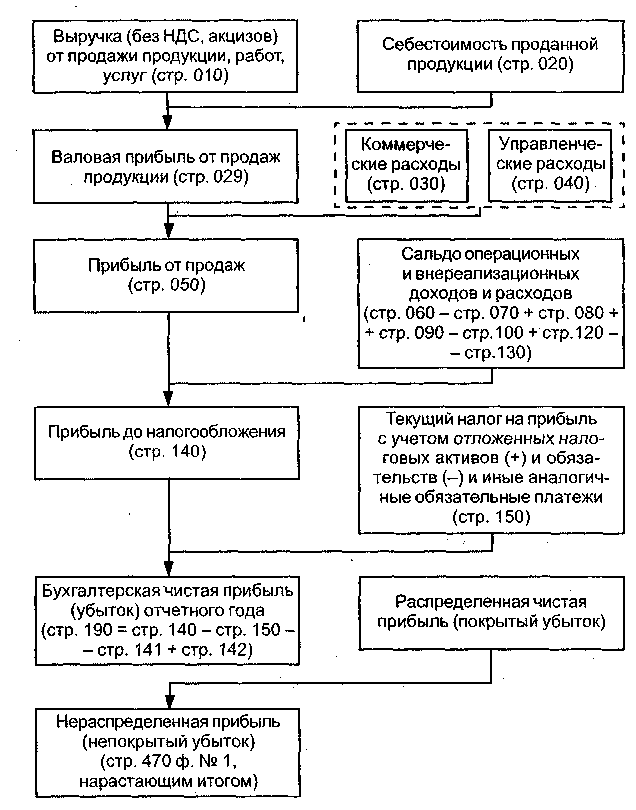 Выручка (без НДС, акцизов)
от продажи продукции, работ,
услуг (стр. 010)
Себестоимость проданной
продукции (стр. 020)
Валовая прибыль от продаж
продукции (стр. 029)
Коммерче-
ские расходы
(стр. 030)
Управленче-
ские расходы
(стр. 040)
Прибыль от продаж
(стр. 050)
Сальдо операционных
и внереализационных
доходов и расходов
(стр. 060 – стр. 070 + стр. 080 +
+ стр. 090 – стр.100 + стр.120 –
– стр.130)
Прибыль до налогообложения
(стр. 140)
Текущий налог на прибыль
с учетом отложенных нало-
говых активов (+) и обяза-
тельств (–) и иные аналогич-
ные обязательные платежи
(стр. 150)
Бухгалтерская чистая прибыль
(убыток) отчетного года
(стр. 190 = стр. 140 – стр. 150 –
– стр. 141 + стр. 142)
Распределенная чистая
прибыль (покрытый убыток)
Нераспределенная прибыль
(непокрытый убыток)
(стр. 470 ф. № 1,
нарастающим итогом)